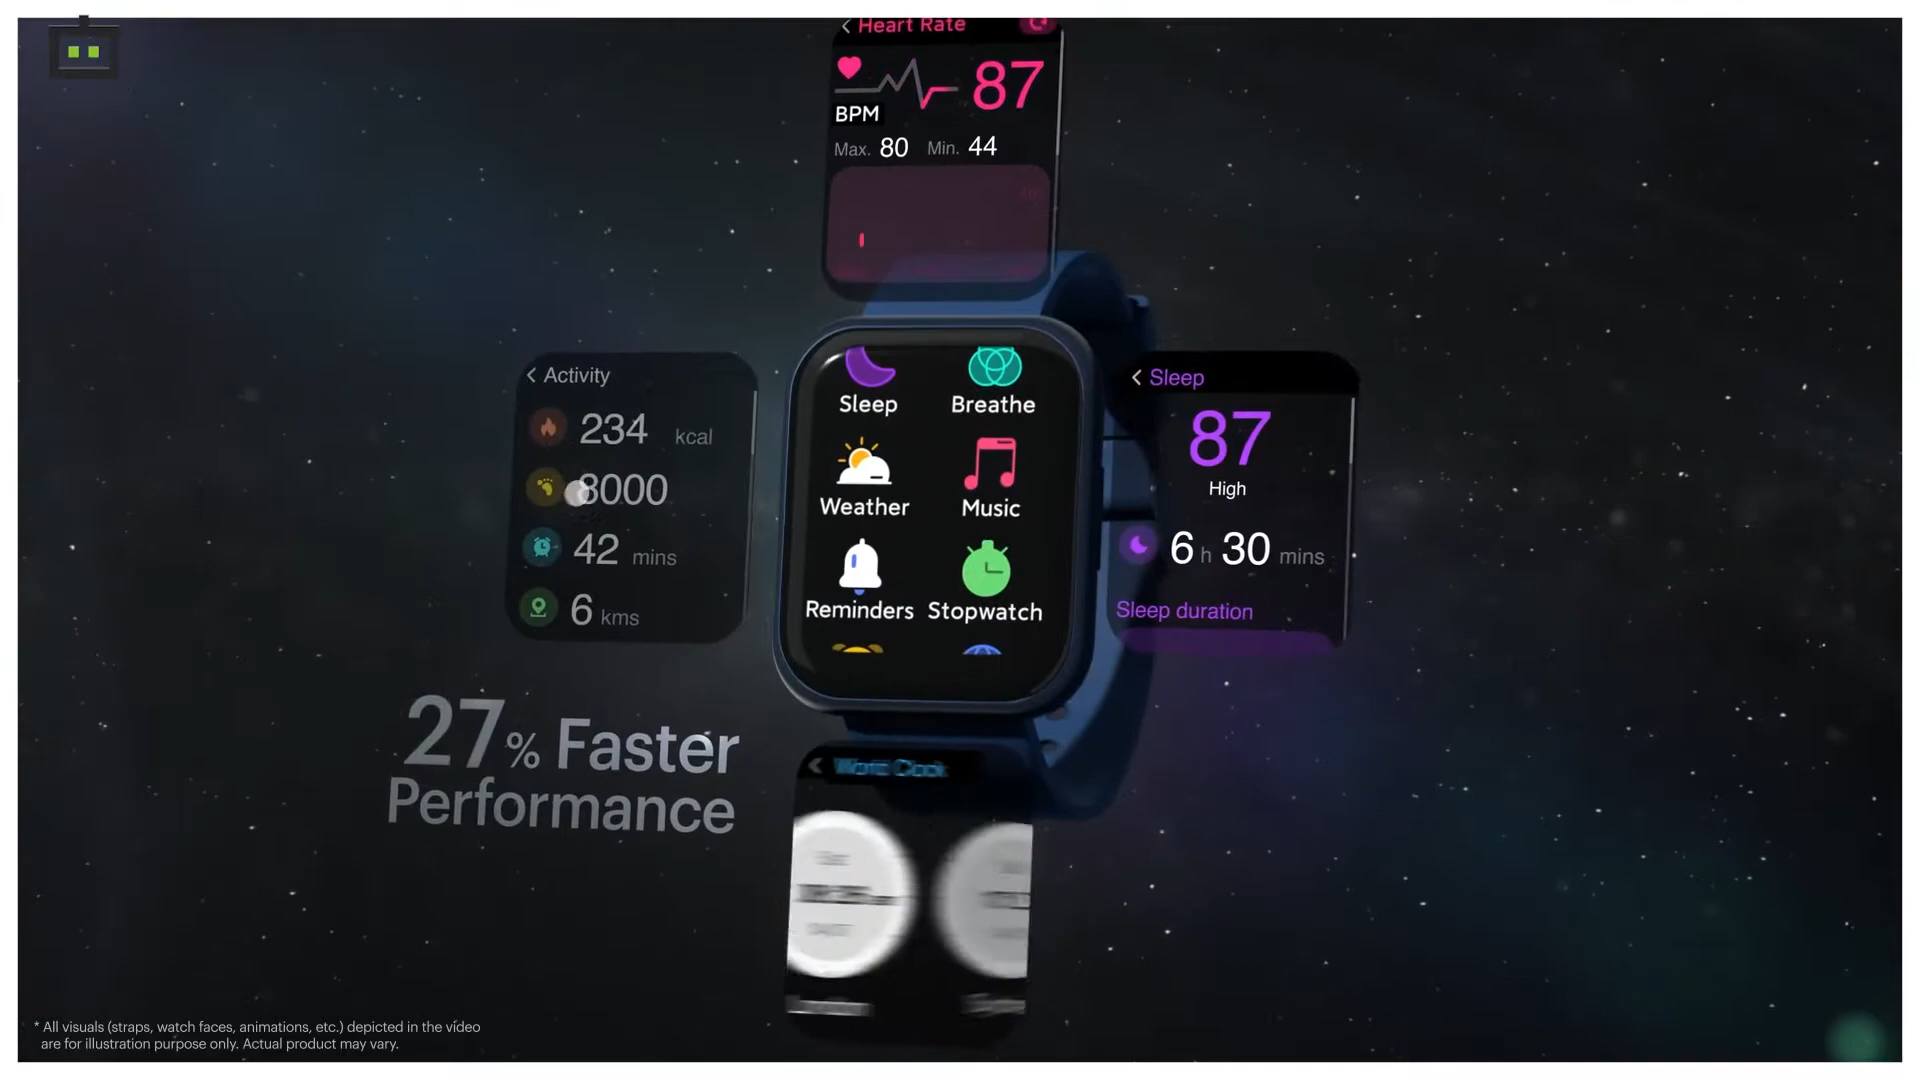 Heart Rate
87
BPM
Max. 80 Min. 44
Activity
234 kcal
8000
42 mins
6 kms
Sleep Breathe
Weather Music
Reminders Stopwatch
Sleep
87
High
6 h 30 mins
Sleep duration
27% Faster
Performance
World Clock
* All visuals (straps, watch faces, animations, etc.) depicted in the video
are for illustration purpose only. Actual product may vary.